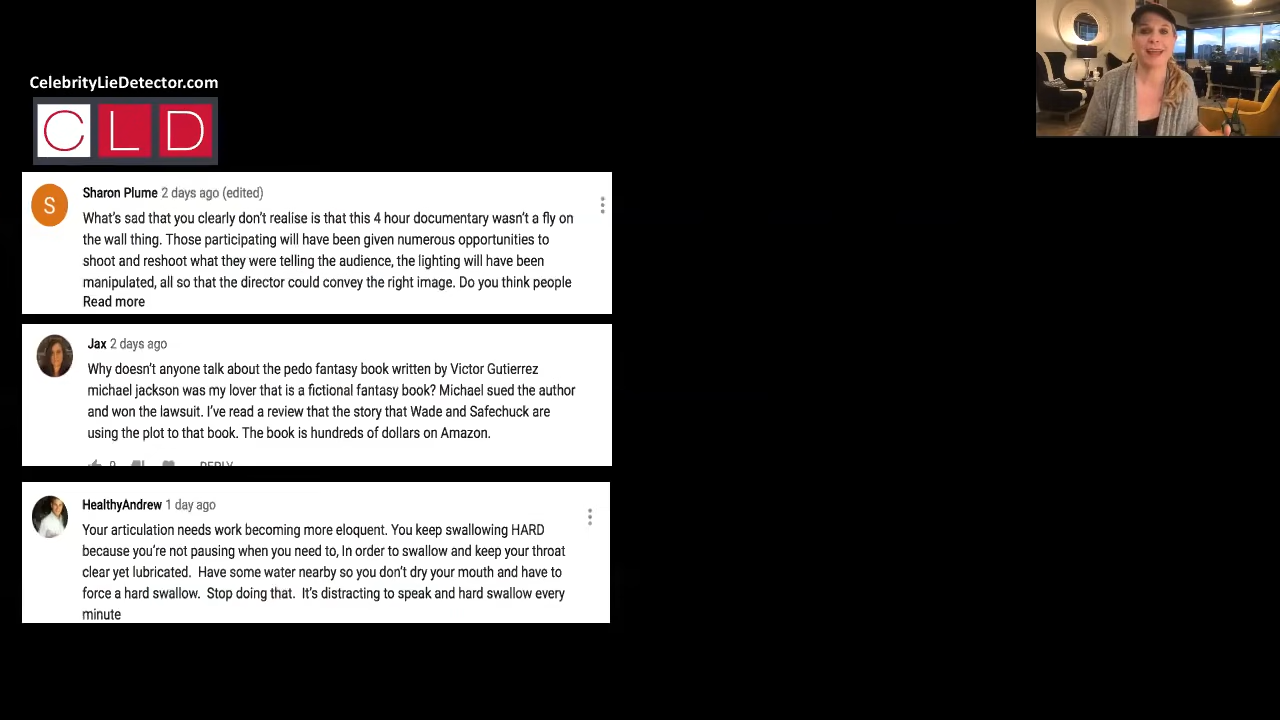 CelebrityLieDetector.com
C L D
S
Sharon Plume 2 days ago (edited)
What's sad that you clearly don't realise is that this 4 hour documentary wasn't a fly on
the wall thing. Those participating will have been given numerous opportunities to
shoot and reshoot what they were telling the audience, the lighting will have been
manipulated, all so that the director could convey the right image. Do you think people
Read more
Jax 2 days ago
Why doesn't anyone talk about the pedo fantasy book written by Victor Gutierrez
michael jackson was my lover that is a fictional fantasy book? Michael sued the author
and won the lawsuit. I've read a review that the story that Wade and Safechuck are
using the plot to that book. The book is hundreds of dollars on Amazon.
REPLY
HealthyAndrew 1 day ago
Your articulation needs work becoming more eloquent. You keep swallowing HARD
because you're not pausing when you need to, In order to swallow and keep your throat
clear yet lubricated. Have some water nearby so you don't dry your mouth and have to
force a hard swallow. Stop doing that. It's distracting to speak and hard swallow every
minute